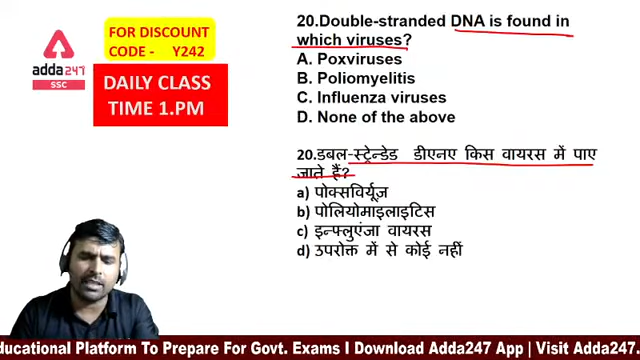 FOR DISCOUNT
CODE - Y242
adda247
SSC
DAILY CLASS
TIME 1.PM
20.Double-stranded DNA is found in
which viruses?
A. Poxviruses
B. Poliomyelitis
C. Influenza viruses
D. None of the above
20.डबल-स्ट्रेन्डेड डीएनए किस वायरस में पाए
जाते हैं?
a) पोक्सविर्यूज़
b) पोलियोमाइलाइटिस
c) इन्फ्लुएंजा वायरस
d) उपरोक्त में से कोई नहीं
ducational Platform To Prepare For Govt. Exams I Download Adda247 App | Visit Adda247.